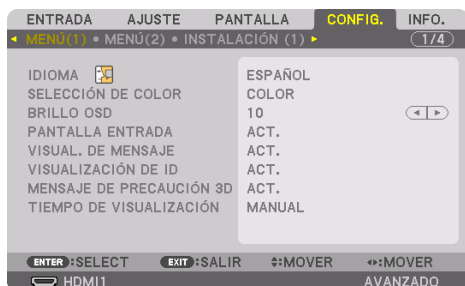 ENTRADA AJUSTE PANTALLA CONFIG. INFO.
MENÚ(1) • MENÚ(2) • INSTALACIÓN (1) 1/4
IDIOMA ESPAÑOL
SELECCIÓN DE COLOR COLOR
BRILLO OSD 10
PANTALLA ENTRADA ACT.
VISUAL. DE MENSAJE ACT.
VISUALIZACIÓN DE ID ACT.
MENSAJE DE PRECAUCIÓN 3D ACT.
TIEMPO DE VISUALIZACIÓN MANUAL
ENTER :SELECT EXIT :SALIR :MOVER :MOVER
HDMI1 AVANZADO